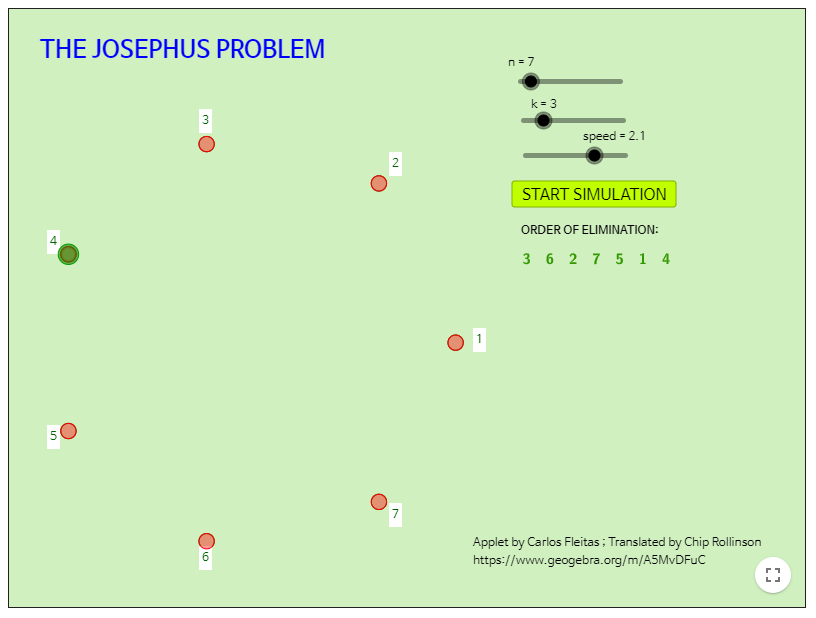 THE JOSEPHUS PROBLEM
n = 7
k = 3
speed = 2.1
START SIMULATION
ORDER OF ELIMINATION:
3 6 2 7 5 1 4
3
2
4
1
5
7
6
Applet by Carlos Fleitas ; Translated by Chip Rollinson
https://www.geogebra.org/m/A5MvDFuC